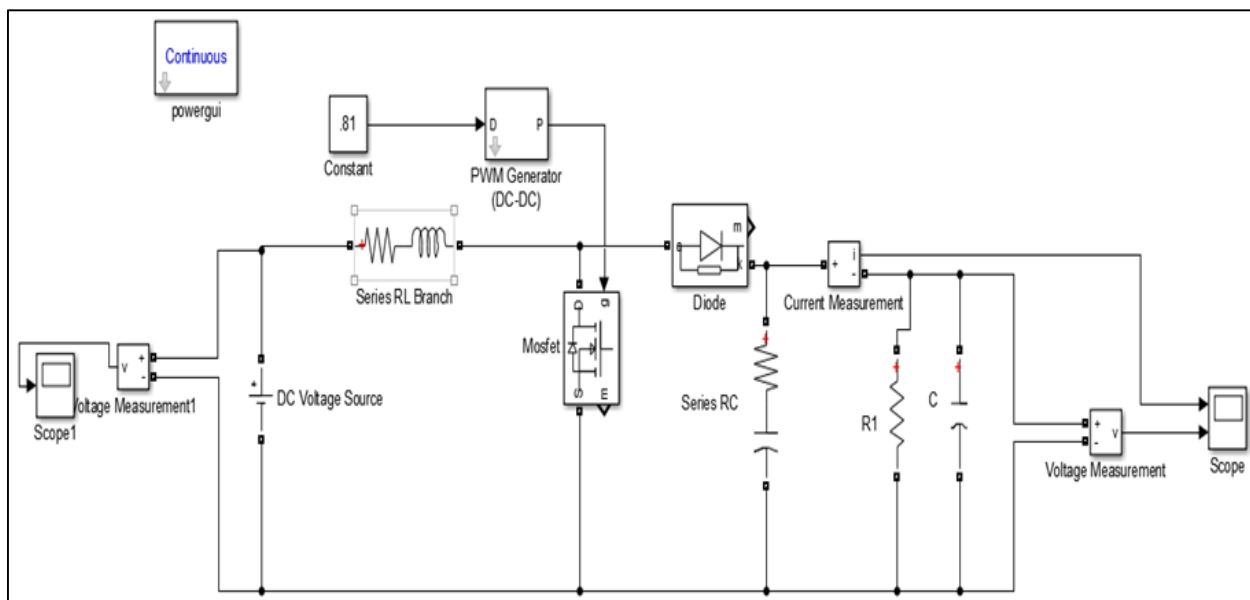 Continuous
powergui
.81
Constant
D P
PWM Generator
(DC-DC)
Series RL Branch
m
a
k
Diode
+ i
-
Current Measurement
D g
Mosfet
S m
v + -
Voltage Measurement1
Scope1
+
DC Voltage Source
+
Series RC
+
R1
+
C
+ v
-
Voltage Measurement
Scope